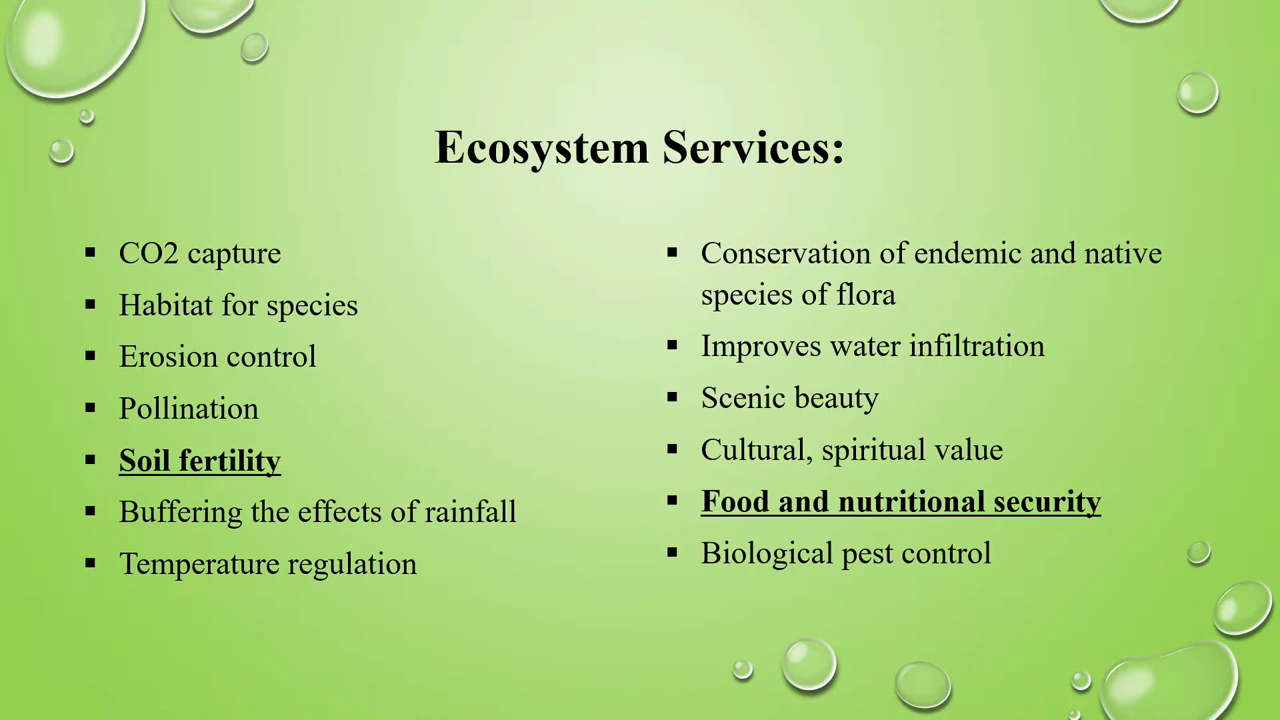 Ecosystem Services:
▪ CO2 capture
▪ Habitat for species
▪ Erosion control
▪ Pollination
▪ Soil fertility
▪ Buffering the effects of rainfall
▪ Temperature regulation
▪ Conservation of endemic and native
species of flora
▪ Improves water infiltration
▪ Scenic beauty
▪ Cultural, spiritual value
▪ Food and nutritional security
▪ Biological pest control